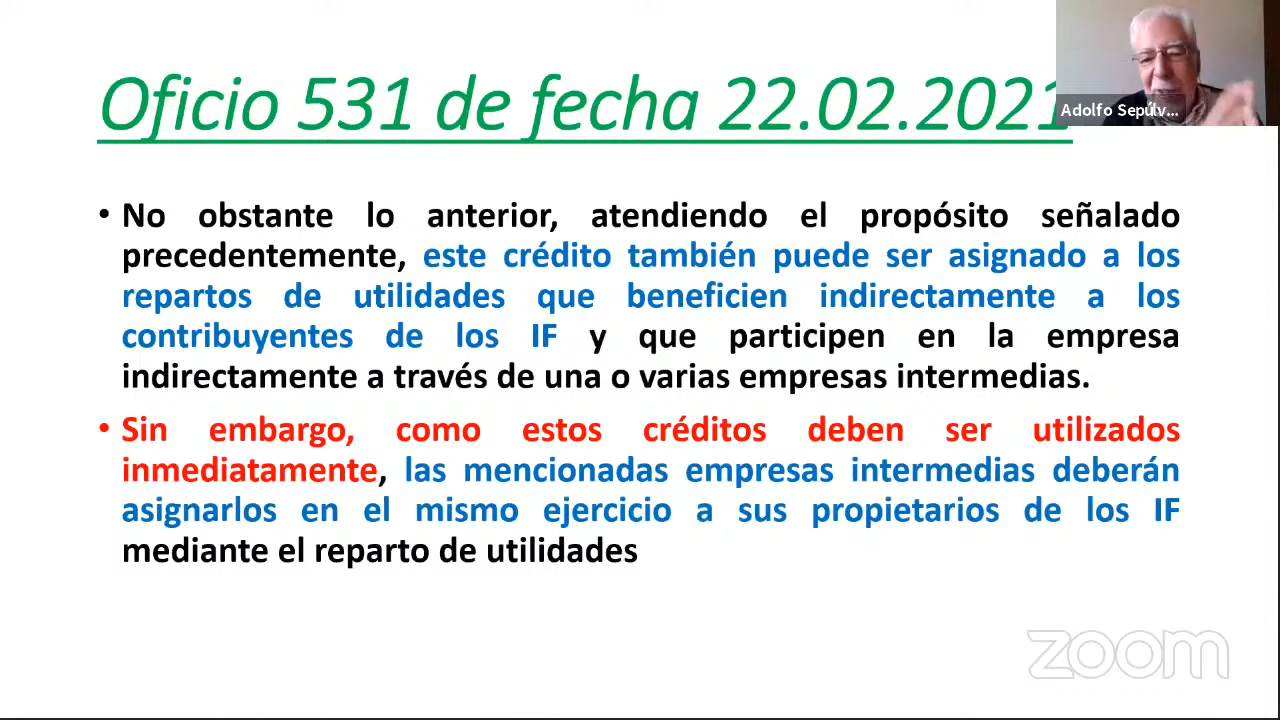 Oficio 531 de fecha 22.02.2021
Adolfo Sepúlv...
• No obstante lo anterior, atendiendo el propósito señalado
precedentemente, este crédito también puede ser asignado a los
repartos de utilidades que beneficien indirectamente a los
contribuyentes de los IF y que participen en la empresa
indirectamente a través de una o varias empresas intermedias.
• Sin embargo, como estos créditos deben ser utilizados
inmediatamente, las mencionadas empresas intermedias deberán
asignarlos en el mismo ejercicio a sus propietarios de los IF
mediante el reparto de utilidades
zoom